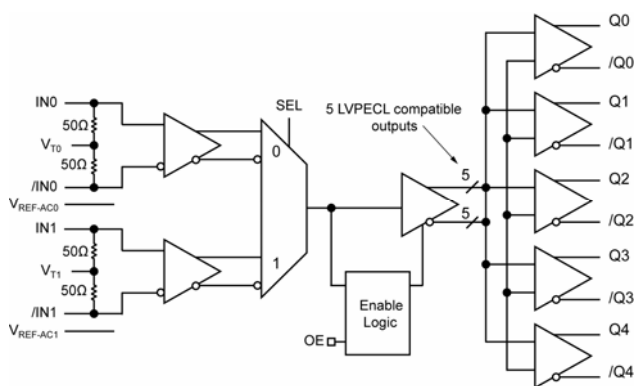 IN0
50Ω
VT0
50Ω
/IN0
VREF-AC0
IN1
50Ω
VT1
50Ω
/IN1
VREF-AC1
SEL
0
1
5 LVPECL compatible
outputs
5
5
Enable
Logic
OE
Q0
/Q0
Q1
/Q1
Q2
/Q2
Q3
/Q3
Q4
/Q4